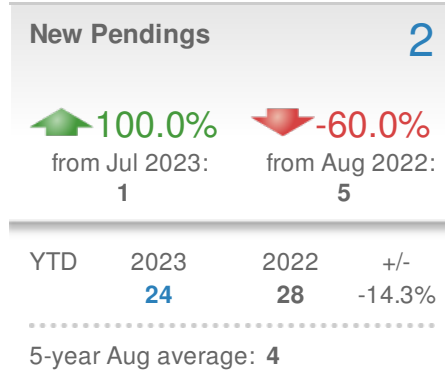 New Pendings 2
100.0% -60.0%
from Jul 2023: from Aug 2022:
1 5
YTD 2023 2022 +/-
24 28 -14.3%
5-year Aug average: 4